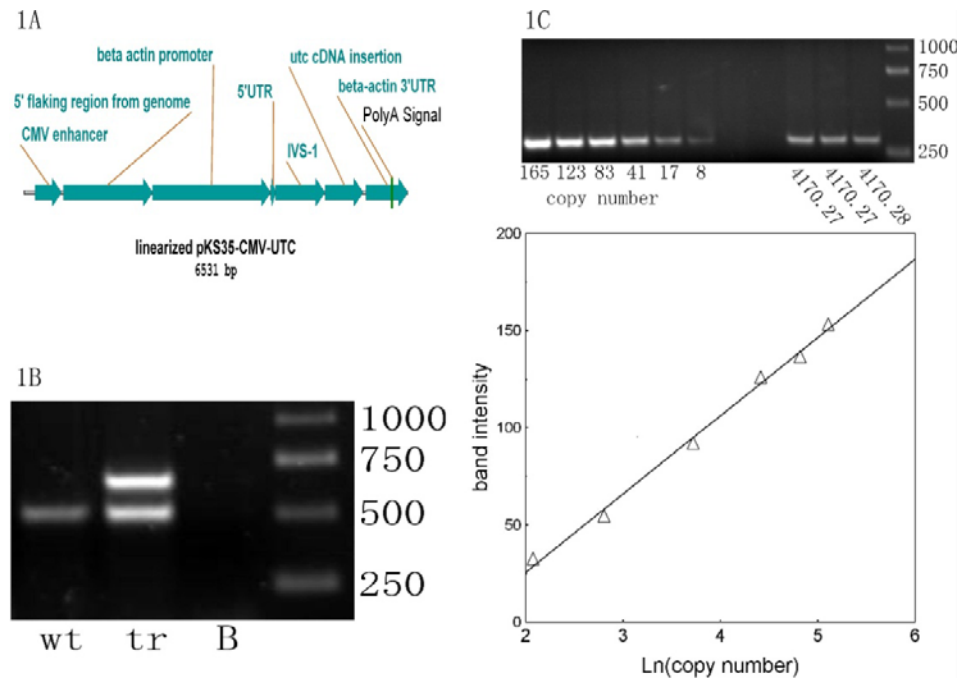 1A
beta actin promoter
utc cDNA insertion
5' flaking region from genome
5'UTR
beta-actin 3'UTR
PolyA Signal
CMV enhancer
IVS-1
linearized pKS35-CMV-UTC
6531 bp
1B
1000
750
500
250
wt tr B
1C
1000
750
500
250
165 123 83 41 17 8
copy number
4170.27
4170.27
4170.28
200
150
100
50
0
band intensity
2 3 4 5 6
Ln(copy number)